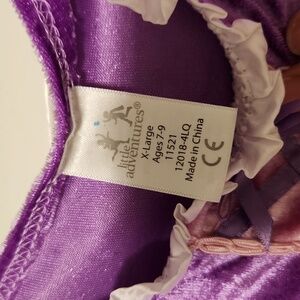 little
adventures®
X-Large
Ages 7-9
11521
12018-4LQ
Made in China
CE